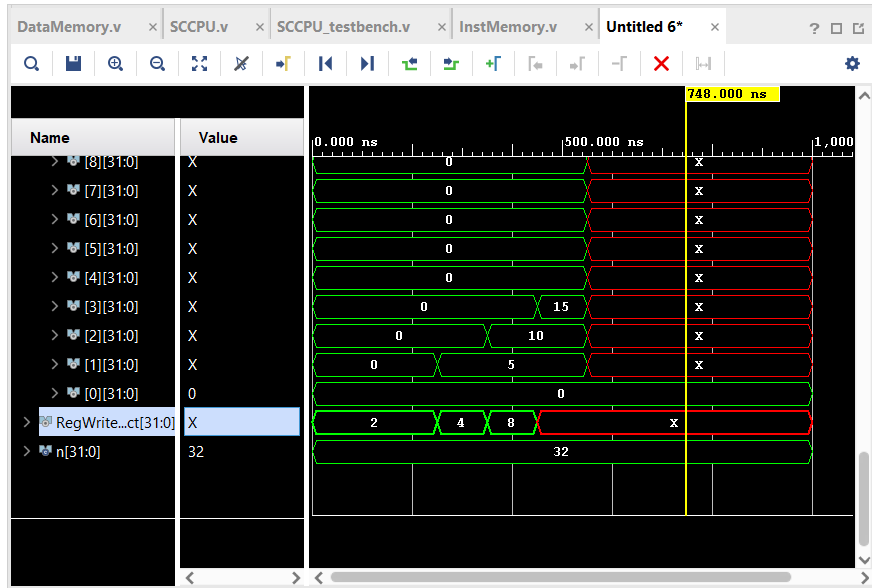 DataMemory.v × SCCPU.v × SCCPU_testbench.v × InstMemory.v × Untitled 6* × ?
748.000 ns
Name Value
0.000 ns 500.000 ns 1,000
[8][31:0] X 0 X
[7][31:0] X 0 X
[6][31:0] X 0 X
[5][31:0] X 0 X
[4][31:0] X 0 X
[3][31:0] X 0 15 X
[2][31:0] X 0 10 X
[1][31:0] X 0 5 X
[0][31:0] 0 0
RegWrite...ct[31:0] X 2 4 8 X
n[31:0] 32 32